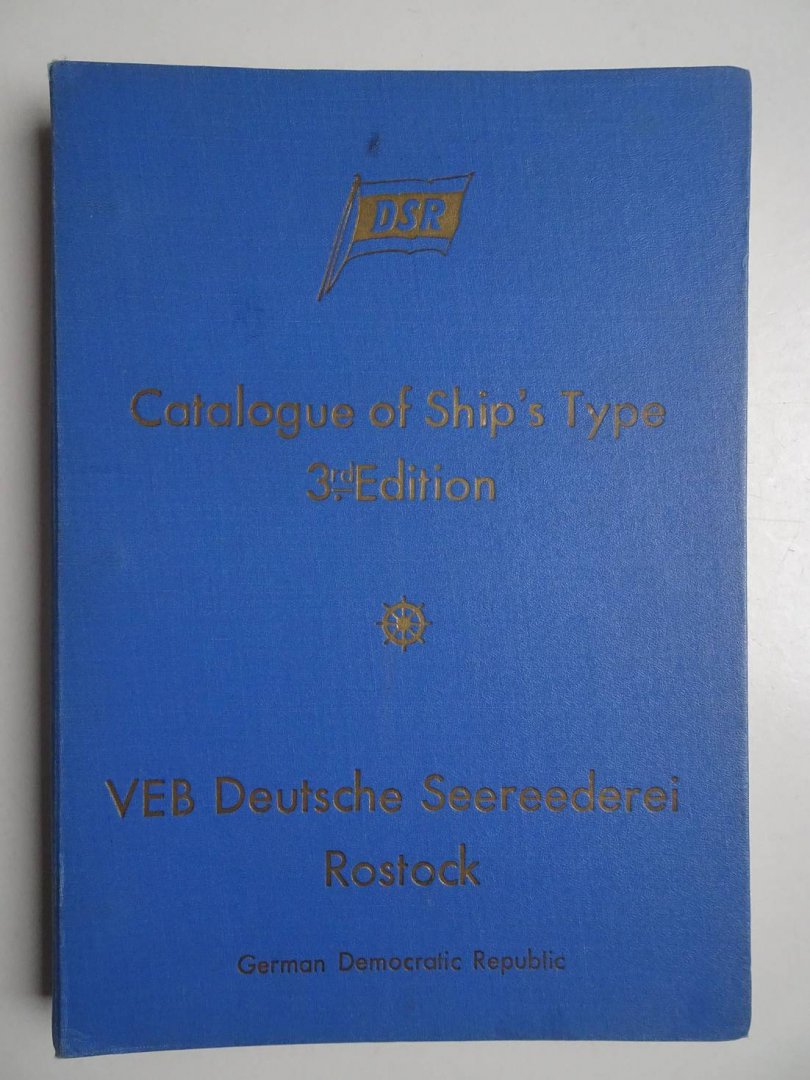 DSR
Catalogue of Ship's Type
3rd Edition
VEB Deutsche Seereederei
Rostock
German Democratic Republic